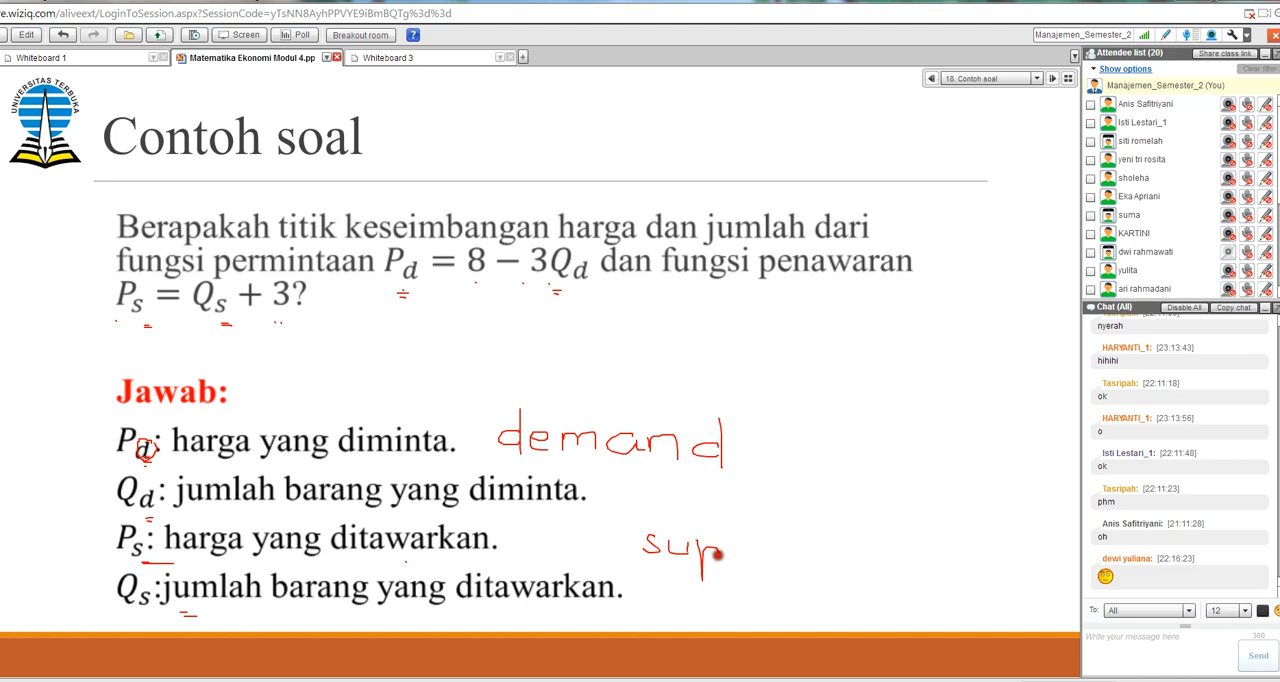 e.wiziq.com/aliveext/LoginToSession.aspx?SessionCode=yTsNN8AyhPPVYE9iBmBQTg%3d%3d
Edit Screen Poll Breakout room ? Manajemen_Semester_2
Whiteboard 1 Matematika Ekonomi Modul 4.pp Whiteboard 3
18. Contoh soal
UNIVERSITAS TERBUKA
Contoh soal
Berapakah titik keseimbangan harga dan jumlah dari
fungsi permintaan Pd = 8 − 3Qd dan fungsi penawaran
Ps = Qs + 3?
Jawab:
Pd: harga yang diminta. demand
Qd: jumlah barang yang diminta.
Ps: harga yang ditawarkan. sup
Qs:jumlah barang yang ditawarkan.
Attendee list (20) Share class link
Show options Clear filter
Manajemen_Semester_2 (You)
Anis Safitriyani
Isti Lestari_1
siti romelah
yeni tri rosita
sholeha
Eka Apriani
suma
KARTINI
dwi rahmawati
yulita
ari rahmadani
Chat (All) Disable All Copy chat
nyerah
HARYANTI_1: [23:13:43]
hihihi
Tasripah: [22:11:18]
ok
HARYANTI_1: [23:13:56]
o
Isti Lestari_1: [22:11:48]
ok
Tasripah: [22:11:23]
phm
Anis Safitriyani: [21:11:28]
oh
dewi yuliana: [22:16:23]
To: All 12
Write your message here. 300
Send